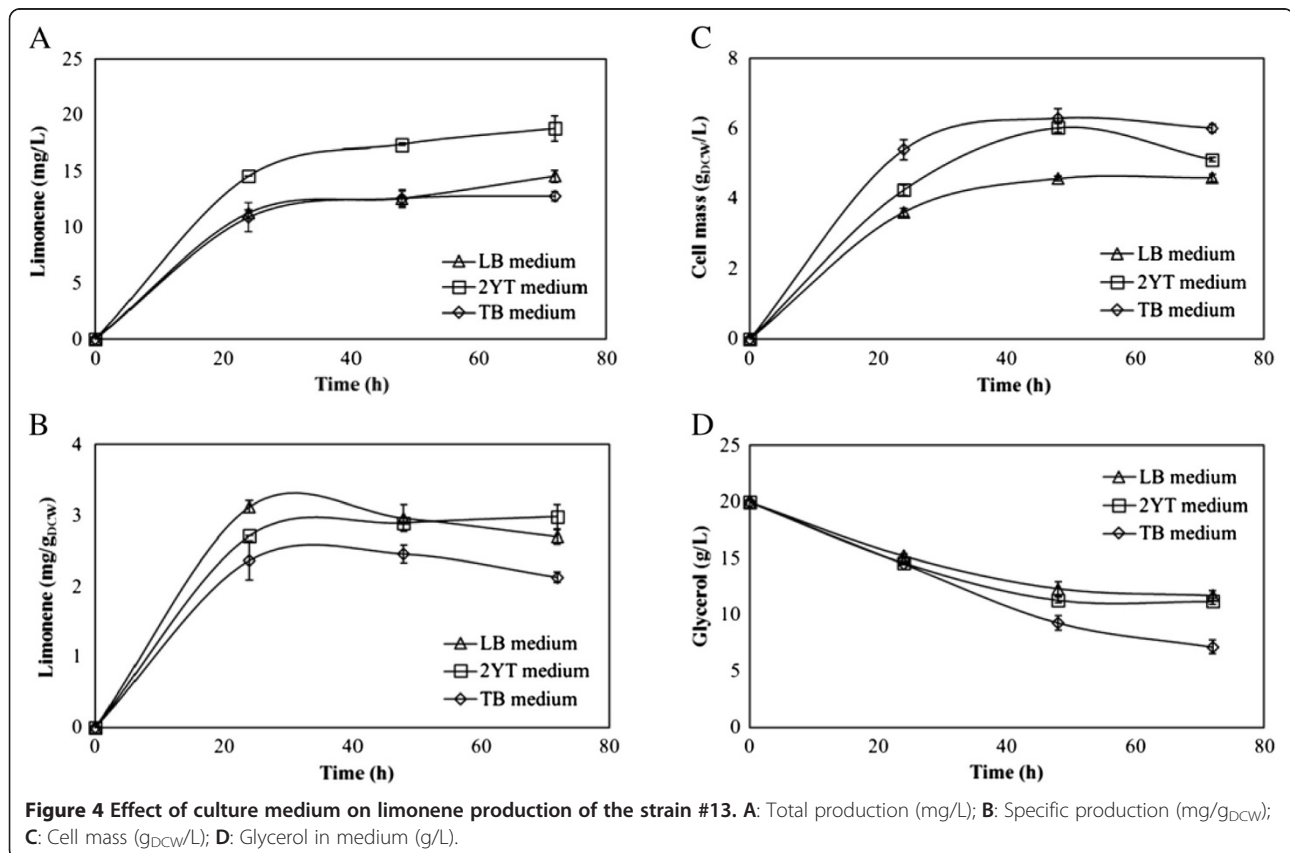 A
25
20
15
10
5
0
Limonene (mg/L)
LB medium
2YT medium
TB medium
0 20 40 60 80
Time (h)
B
4
3
2
1
0
Limonene (mg/gDCW)
LB medium
2YT medium
TB medium
0 20 40 60 80
Time (h)
C
8
6
4
2
0
Cell mass (gDCW/L)
LB medium
2YT medium
TB medium
0 20 40 60 80
Time (h)
D
25
20
15
10
5
0
Glycerol (g/L)
LB medium
2YT medium
TB medium
0 20 40 60 80
Time (h)
Figure 4 Effect of culture medium on limonene production of the strain #13. A: Total production (mg/L); B: Specific production (mg/gDCW);
C: Cell mass (gDCW/L); D: Glycerol in medium (g/L).